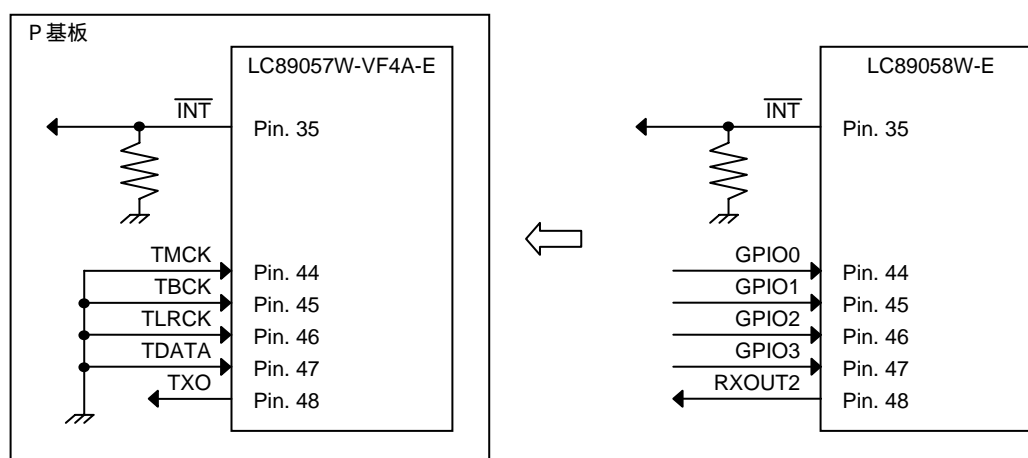 P基板
LC89057W-VF4A-E
INT
Pin. 35
TMCK
Pin. 44
TBCK
Pin. 45
TLRCK
Pin. 46
TDATA
Pin. 47
TXO
Pin. 48
LC89058W-E
INT
Pin. 35
GPIO0
Pin. 44
GPIO1
Pin. 45
GPIO2
Pin. 46
GPIO3
Pin. 47
RXOUT2
Pin. 48